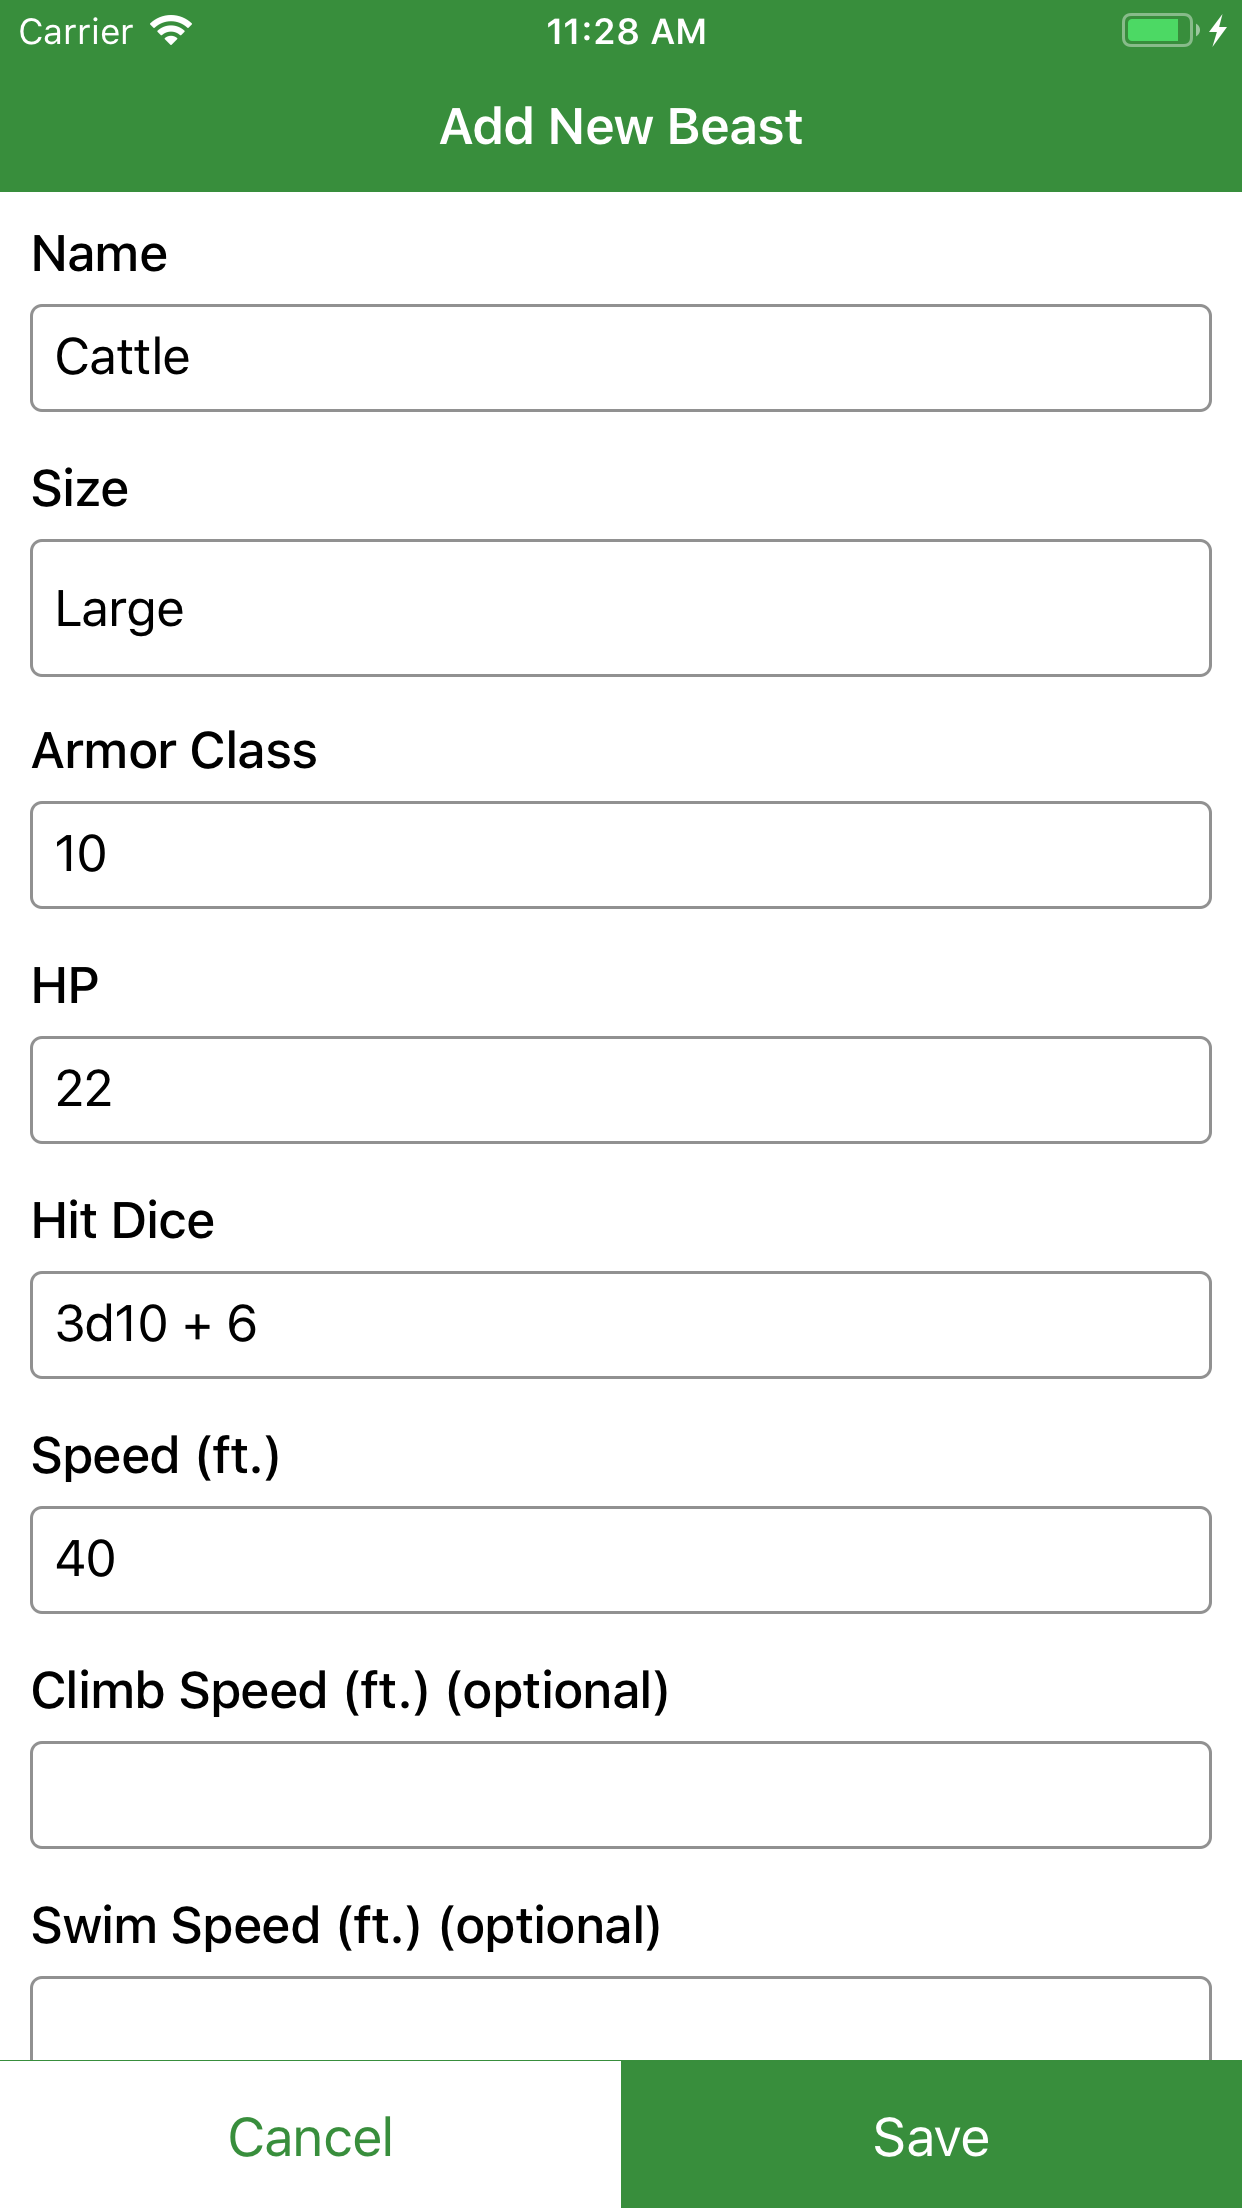 Carrier 11:28 AM
Add New Beast
Name
Cattle
Size
Large
Armor Class
10
HP
22
Hit Dice
3d10 + 6
Speed (ft.)
40
Climb Speed (ft.) (optional)
Swim Speed (ft.) (optional)
Cancel Save